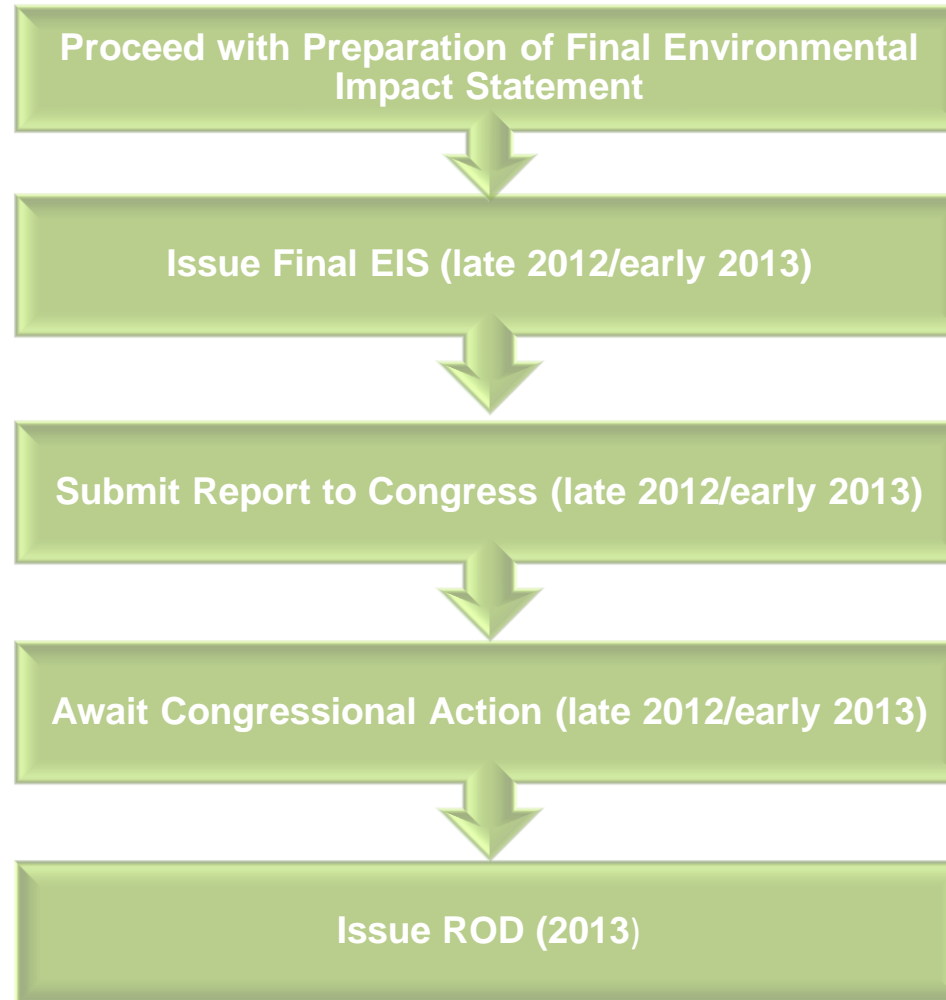 Proceed with Preparation of Final Environmental
Impact Statement
Issue Final EIS (late 2012/early 2013)
Submit Report to Congress (late 2012/early 2013)
Await Congressional Action (late 2012/early 2013)
Issue ROD (2013)